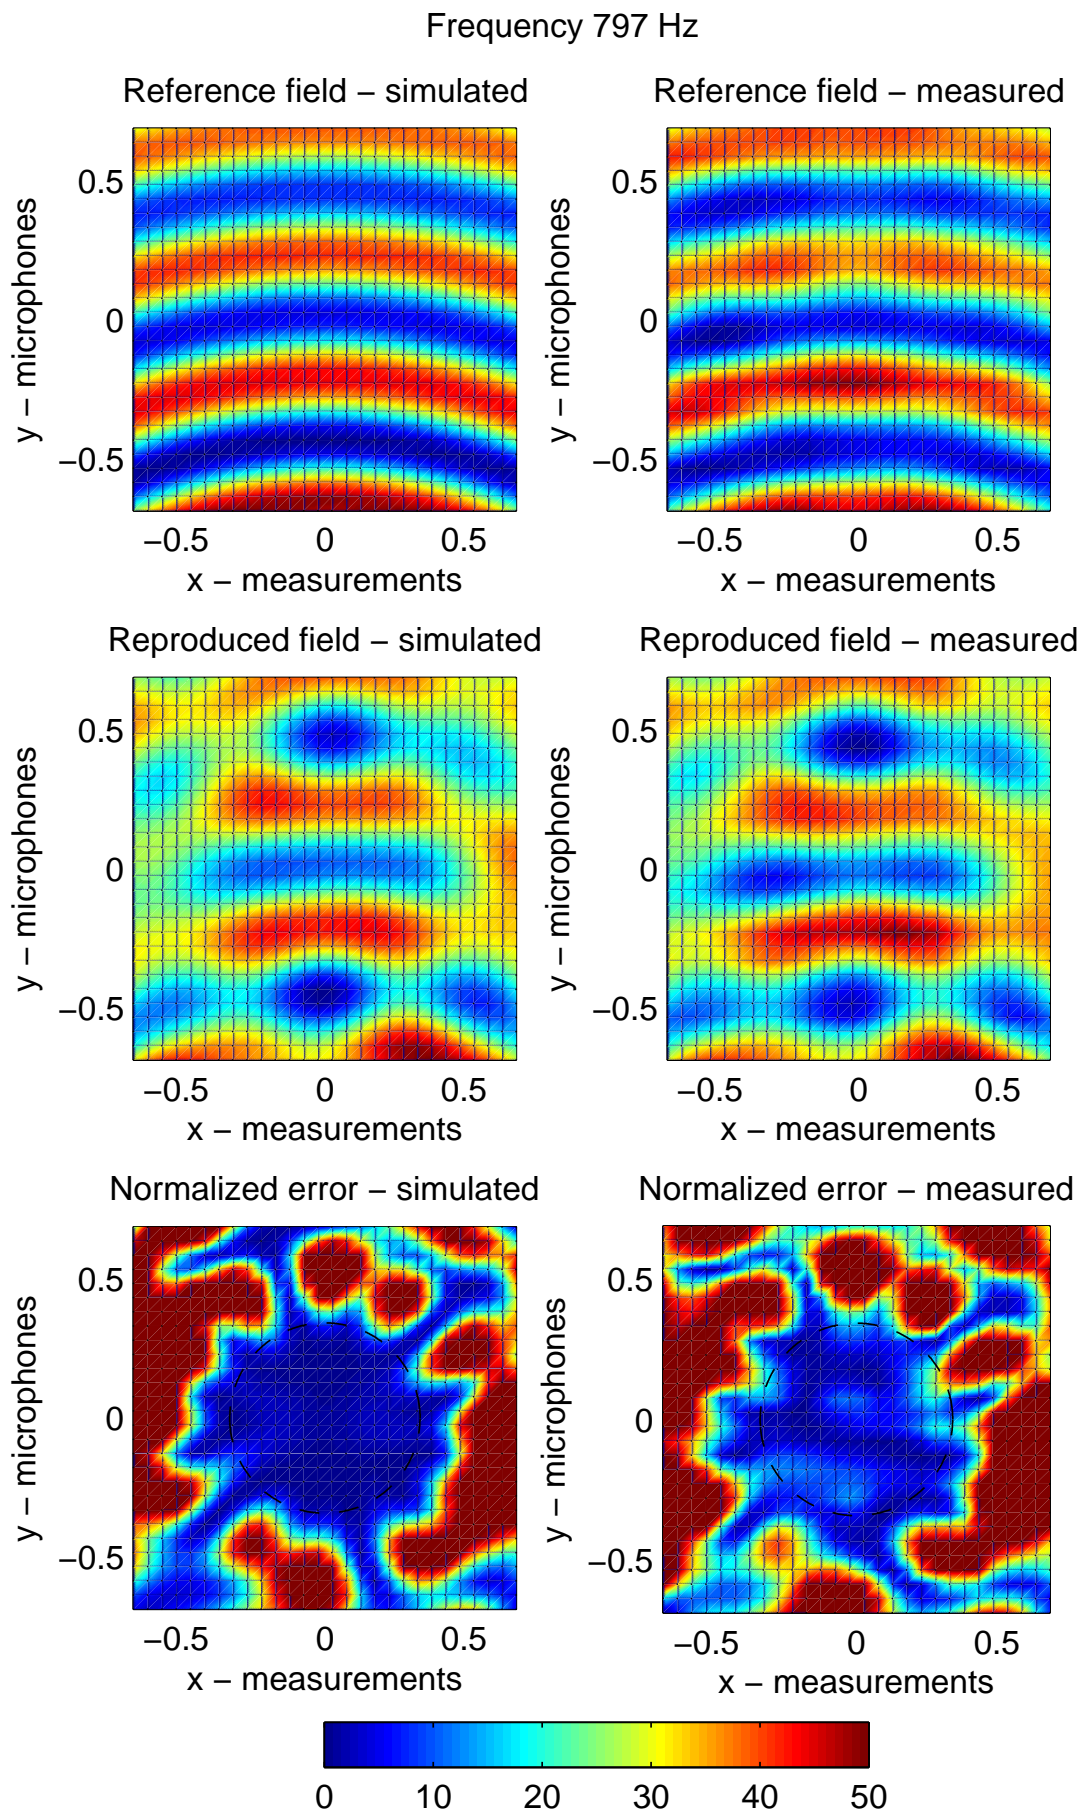 Frequency 797 Hz
Reference field − simulated
Reference field − measured
0.5
0
−0.5
y − microphones
−0.5 0 0.5
x − measurements
0.5
0
−0.5
y − microphones
−0.5 0 0.5
x − measurements
Reproduced field − simulated
Reproduced field − measured
0.5
0
−0.5
y − microphones
−0.5 0 0.5
x − measurements
0.5
0
−0.5
y − microphones
−0.5 0 0.5
x − measurements
Normalized error − simulated
Normalized error − measured
0.5
0
−0.5
y − microphones
−0.5 0 0.5
x − measurements
0.5
0
−0.5
y − microphones
−0.5 0 0.5
x − measurements
0 10 20 30 40 50